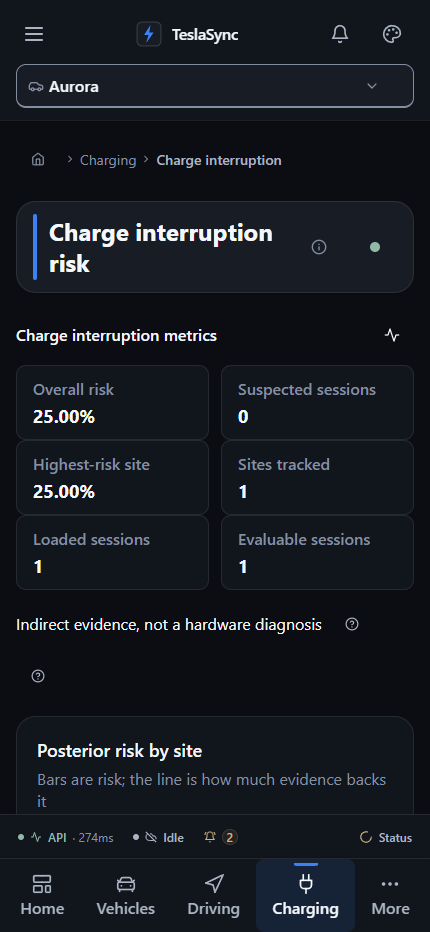 TeslaSync
Aurora
Charging > Charge interruption
Charge interruption
risk
Charge interruption metrics
Overall risk
25.00%
Suspected sessions
0
Highest-risk site
25.00%
Sites tracked
1
Loaded sessions
1
Evaluable sessions
1
Indirect evidence, not a hardware diagnosis
Posterior risk by site
Bars are risk; the line is how much evidence backs
it
API · 274ms
Idle
2
Status
Home
Vehicles
Driving
Charging
More